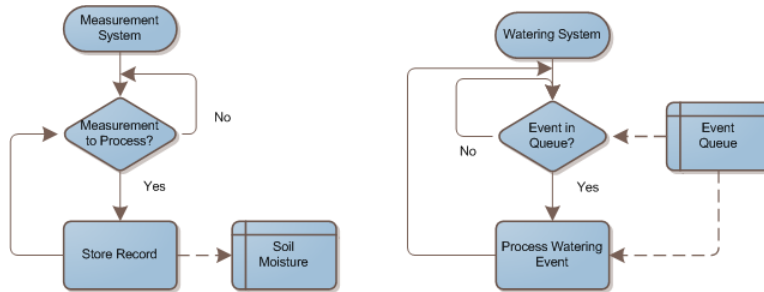 Measurement
System
Measurement
to Process?
No
Yes
Store Record
Soil
Moisture
Watering System
Event in
Queue?
No
Yes
Event
Queue
Process Watering
Event